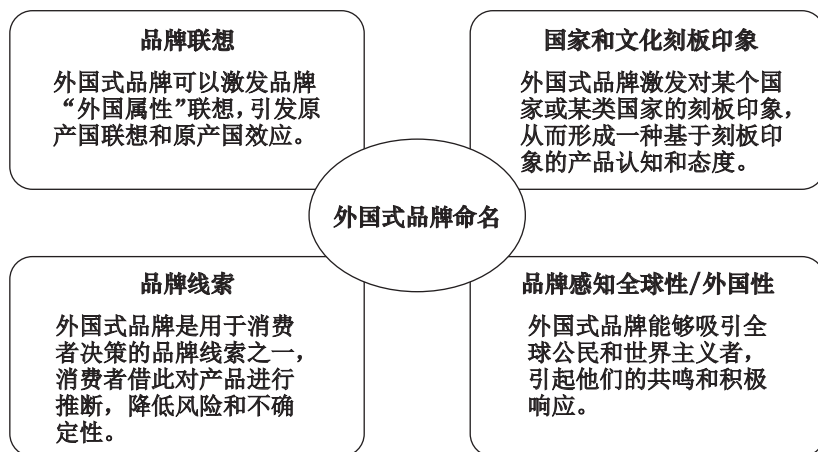 品牌联想
外国式品牌可以激发品牌
“外国属性”联想，引发原
产国联想和原产国效应。
国家和文化刻板印象
外国式品牌激发对某个国
家或某类国家的刻板印象，
从而形成一种基于刻板印
象的产品认知和态度。
外国式品牌命名
品牌线索
外国式品牌是用于消费
者决策的品牌线索之一，
消费者借此对产品进行
推断，降低风险和不确
定性。
品牌感知全球性/外国性
外国式品牌能够吸引全
球公民和世界主义者，
引起他们的共鸣和积极
响应。